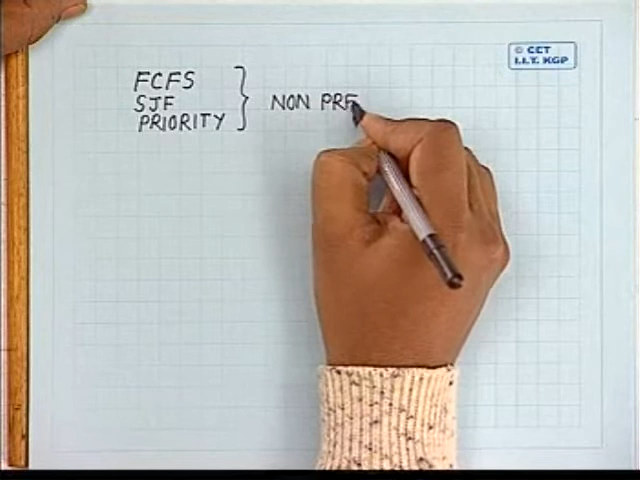 © CET
I.I.T. KGP
FCFS
SJF
PRIORITY
NON PRE